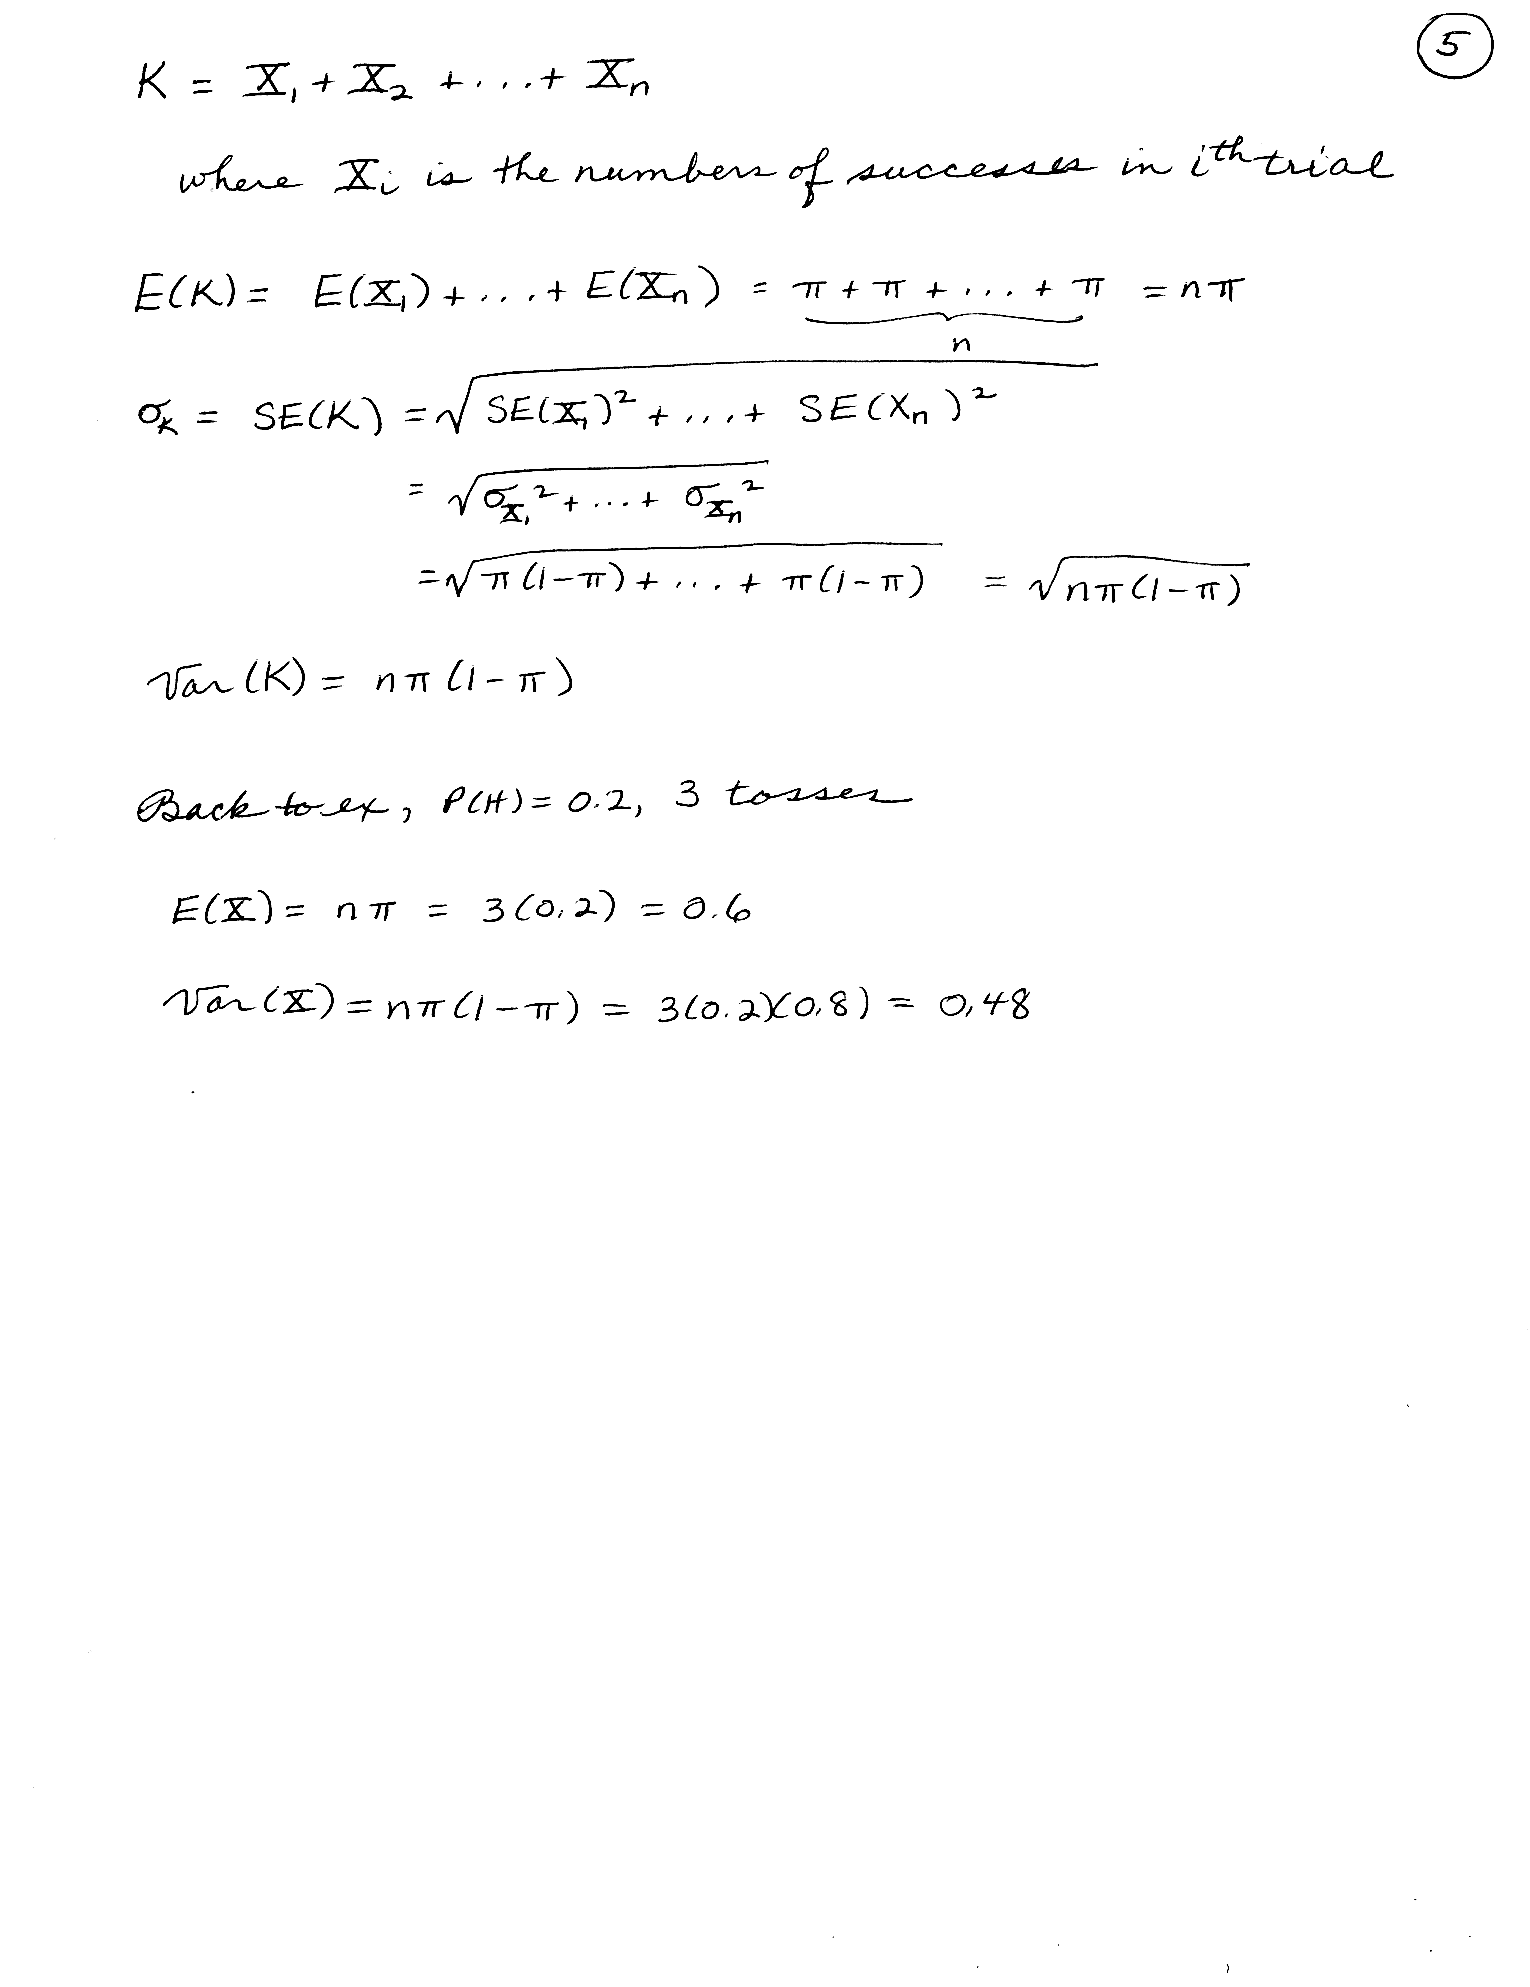 5
K = X₁ + X₂ + ... + Xₙ
where Xᵢ is the numbers of successes in ith trial
E(K) = E(X₁) + ... + E(Xₙ) = π + π + ... + π = nπ
n
σ_K = SE(K) = √(SE(X₁)² + ... + SE(Xₙ)²)
= √(σ_X₁² + ... + σ_Xₙ²)
= √(π(1-π) + ... + π(1-π)) = √(nπ(1-π))
Var(K) = nπ(1-π)
Back to ex, P(H) = 0.2, 3 tosses
E(X) = nπ = 3(0.2) = 0.6
Var(X) = nπ(1-π) = 3(0.2)(0.8) = 0.48